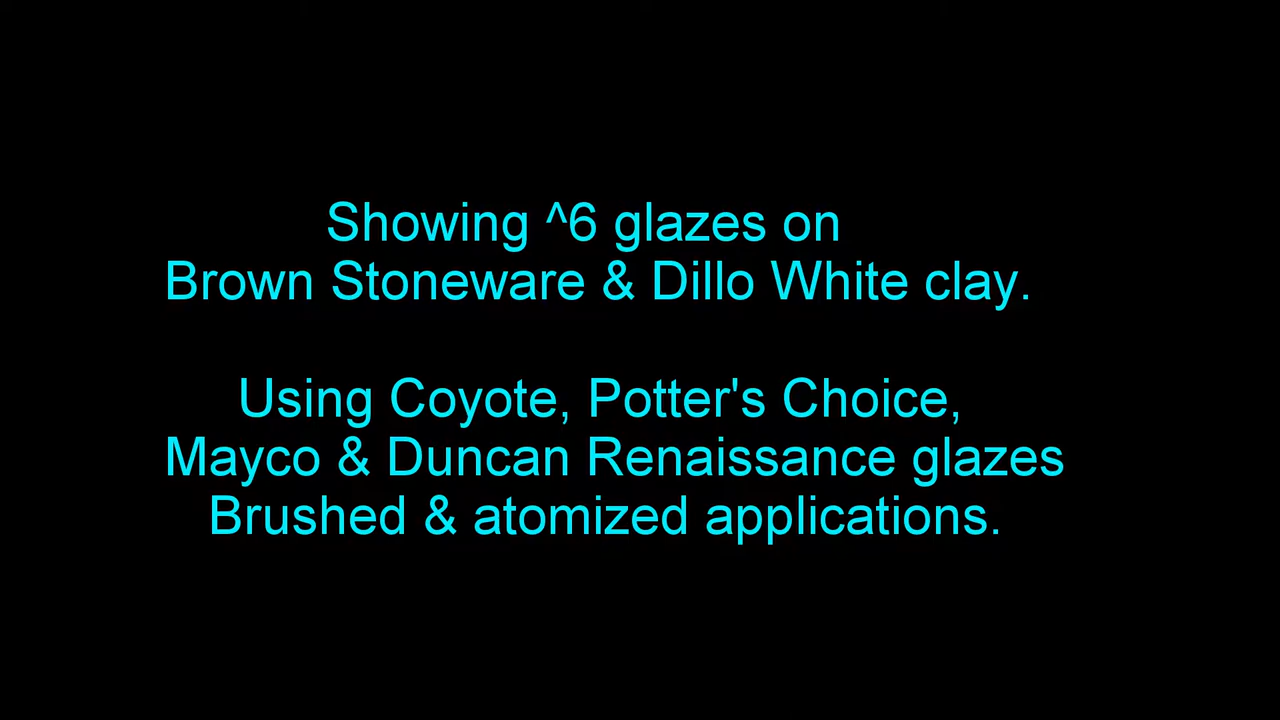 Showing ^6 glazes on
Brown Stoneware & Dillo White clay.
Using Coyote, Potter's Choice,
Mayco & Duncan Renaissance glazes
Brushed & atomized applications.